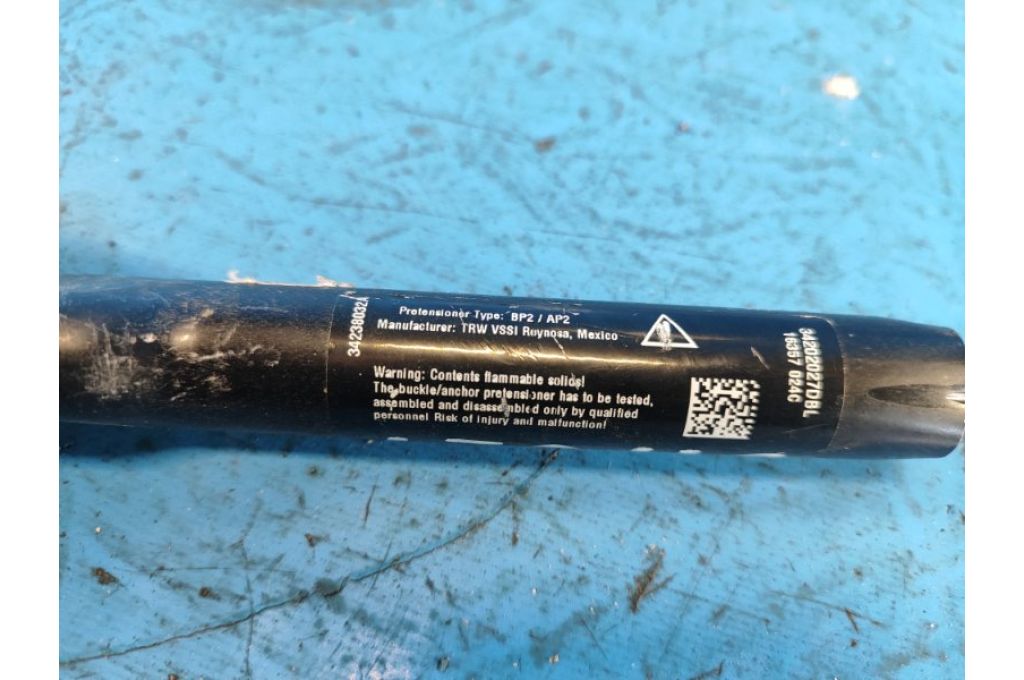 34238032A
Pretensioner Type: BP2 / AP2
Manufacturer: TRW VSSI Reynosa, Mexico
Warning: Contents flammable solids!
The buckle/anchor pretensioner has to be tested,
assembled and disassembled only by qualified
personnel Risk of injury and malfunction!
34202027DBL
16357 024C